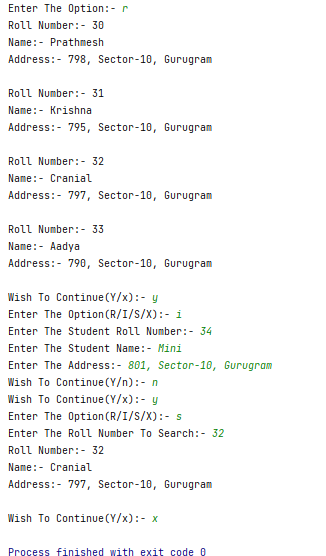 Enter The Option:- r
Roll Number:- 30
Name:- Prathmesh
Address:- 798, Sector-10, Gurugram
Roll Number:- 31
Name:- Krishna
Address:- 795, Sector-10, Gurugram
Roll Number:- 32
Name:- Cranial
Address:- 797, Sector-10, Gurugram
Roll Number:- 33
Name:- Aadya
Address:- 790, Sector-10, Gurugram
Wish To Continue(Y/x):- y
Enter The Option(R/I/S/X):- i
Enter The Student Roll Number:- 34
Enter The Student Name:- Mini
Enter The Address:- 801, Sector-10, Gurugram
Wish To Continue(Y/n):- n
Wish To Continue(Y/x):- y
Enter The Option(R/I/S/X):- s
Enter The Roll Number To Search:- 32
Roll Number:- 32
Name:- Cranial
Address:- 797, Sector-10, Gurugram
Wish To Continue(Y/x):- x
Process finished with exit code 0